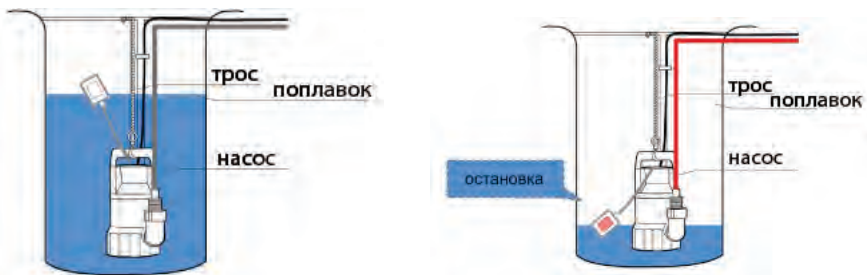 трос
поплавок
насос
трос
поплавок
насос
остановка